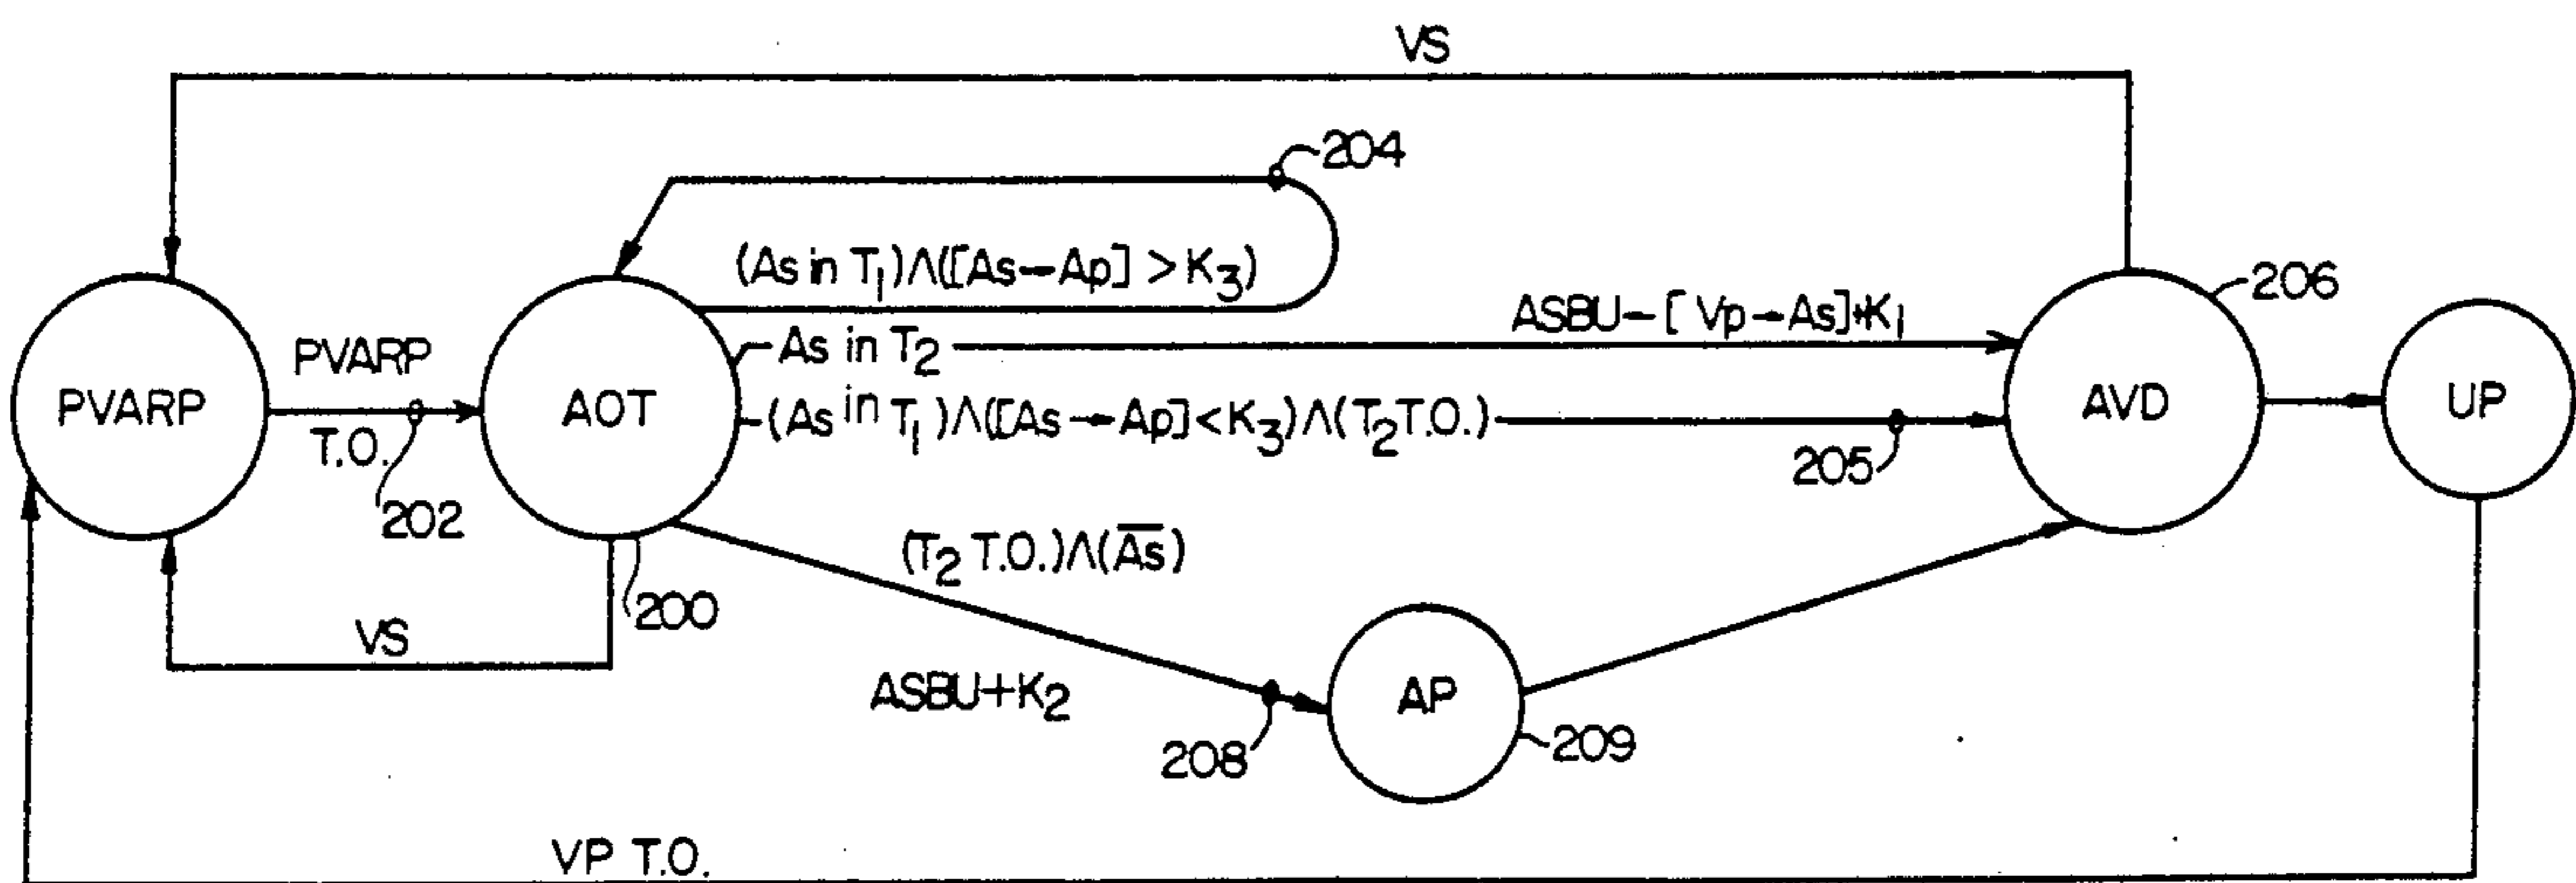 VS
204
(As in T₁)Λ([As→Ap] > K₃)
206
ASBU-[Vp→As]+K₁
As in T₂
PVARP
PVARP
T.O.
202
AOT
(As in T₁)Λ([As→Ap]<K₃)Λ(T₂ T.O.)
205
AVD
UP
200
(T₂ T.O.)Λ(A̅s̅)
VS
ASBU+K₂
208
AP
209
VP T.O.